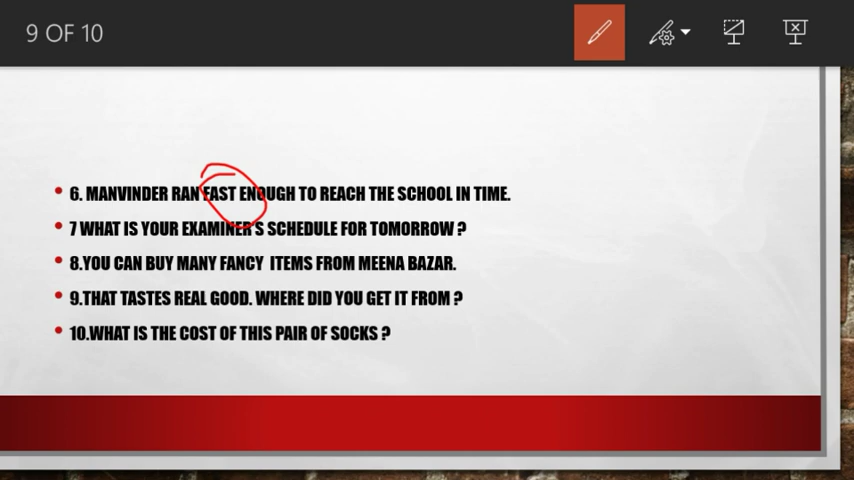 9 OF 10
• 6. MANVINDER RAN FAST ENOUGH TO REACH THE SCHOOL IN TIME.
• 7 WHAT IS YOUR EXAMINER'S SCHEDULE FOR TOMORROW ?
• 8.YOU CAN BUY MANY FANCY ITEMS FROM MEENA BAZAR.
• 9.THAT TASTES REAL GOOD. WHERE DID YOU GET IT FROM ?
• 10.WHAT IS THE COST OF THIS PAIR OF SOCKS ?